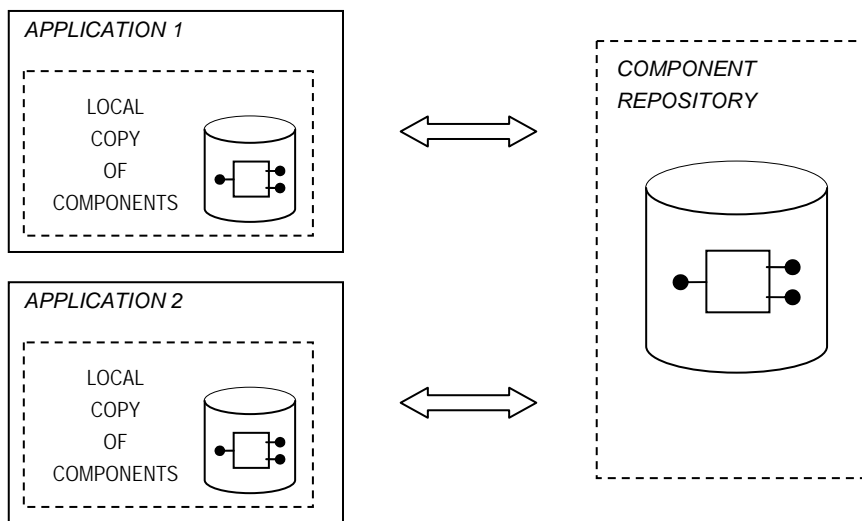 APPLICATION 1
LOCAL
COPY
OF
COMPONENTS
APPLICATION 2
LOCAL
COPY
OF
COMPONENTS
COMPONENT
REPOSITORY